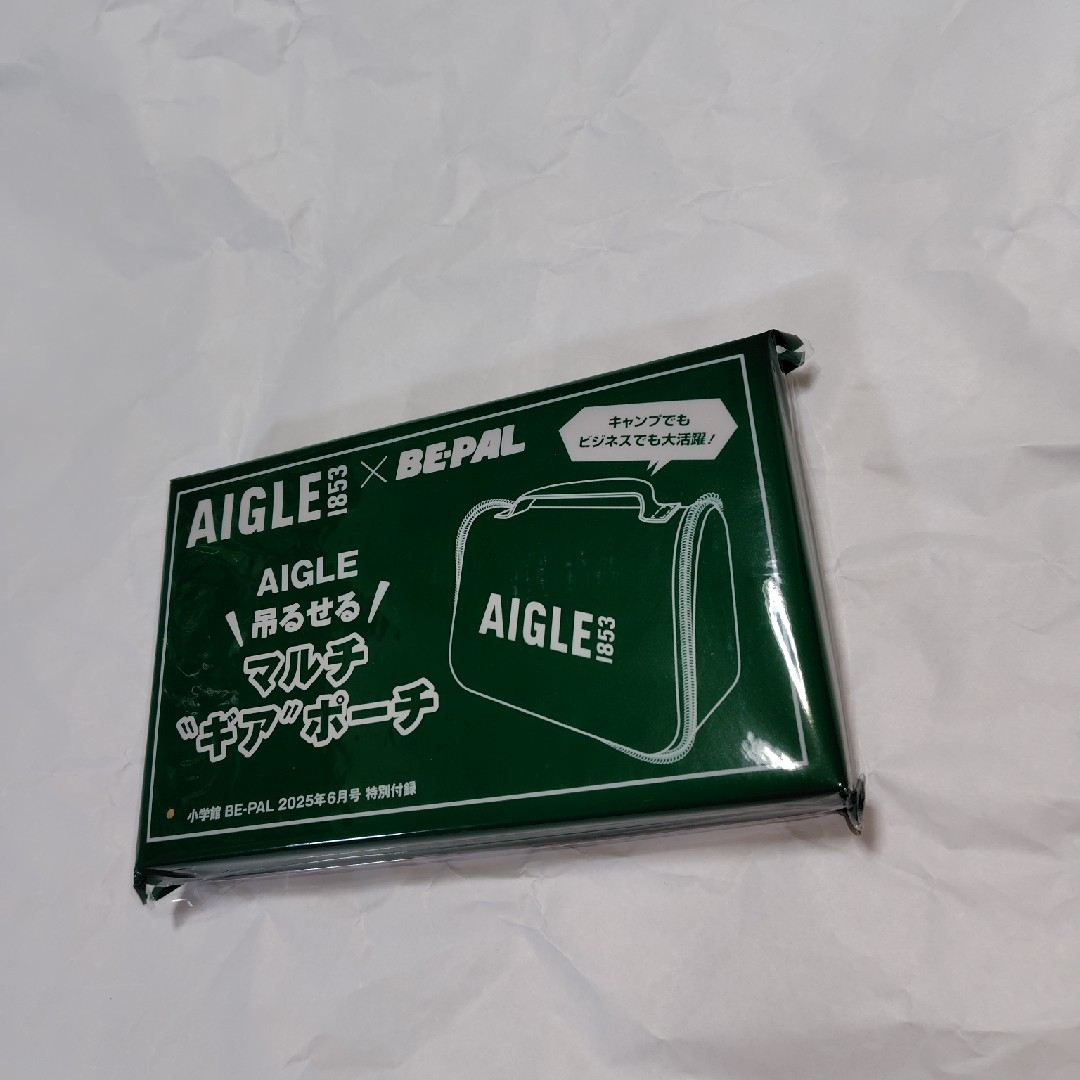 AIGLE 1853 × BE-PAL
キャンプでも
ビジネスでも大活躍!
AIGLE
\吊るせる/
マルチ
"ギア"ポーチ
AIGLE 1853
小学館 BE-PAL 2025年6月号 特別付録